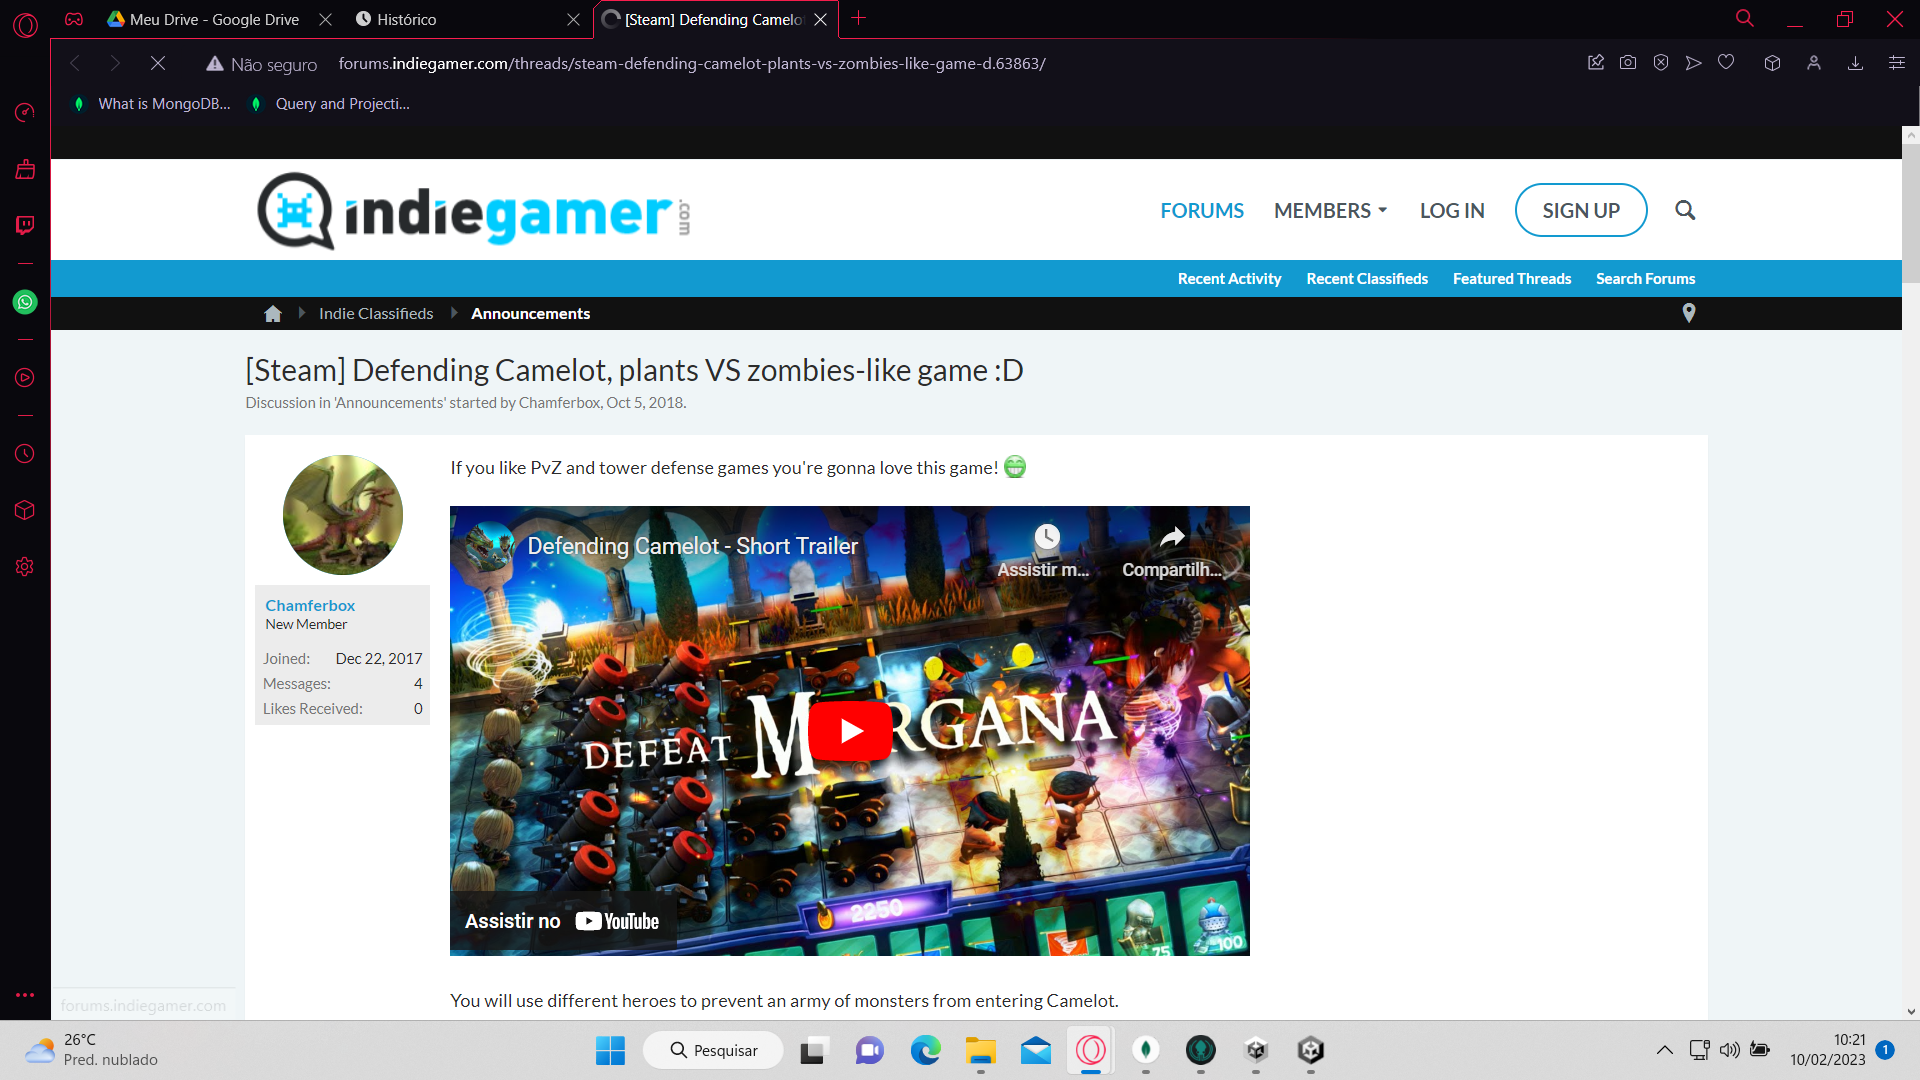 Meu Drive - Google Drive
Histórico
[Steam] Defending Camelo
Não seguro
forums.indiegamer.com/threads/steam-defending-camelot-plants-vs-zombies-like-game-d.63863/
What is MongoDB...
Query and Projecti...
indiegamer.com
FORUMS
MEMBERS
LOG IN
SIGN UP
Recent Activity
Recent Classifieds
Featured Threads
Search Forums
Indie Classifieds
Announcements
[Steam] Defending Camelot, plants VS zombies-like game :D
Discussion in 'Announcements' started by Chamferbox, Oct 5, 2018.
If you like PvZ and tower defense games you're gonna love this game!
Defending Camelot - Short Trailer
Assistir m...
Compartilh...
Chamferbox
New Member
Joined: Dec 22, 2017
Messages: 4
Likes Received: 0
DEFEAT MORGANA
2250
75
100
Assistir no YouTube
You will use different heroes to prevent an army of monsters from entering Camelot.
forums.indiegamer.com
26°C
Pred. nublado
Pesquisar
10:21
10/02/2023
1